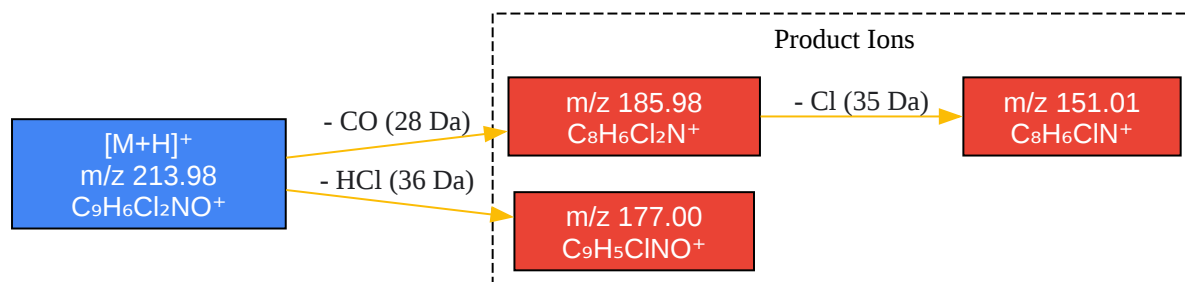 Product Ions
[M+H]⁺
m/z 213.98
C₉H₆Cl₂NO⁺
- CO (28 Da)
- HCl (36 Da)
m/z 185.98
C₈H₆Cl₂N⁺
- Cl (35 Da)
m/z 151.01
C₈H₆ClN⁺
m/z 177.00
C₉H₅ClNO⁺